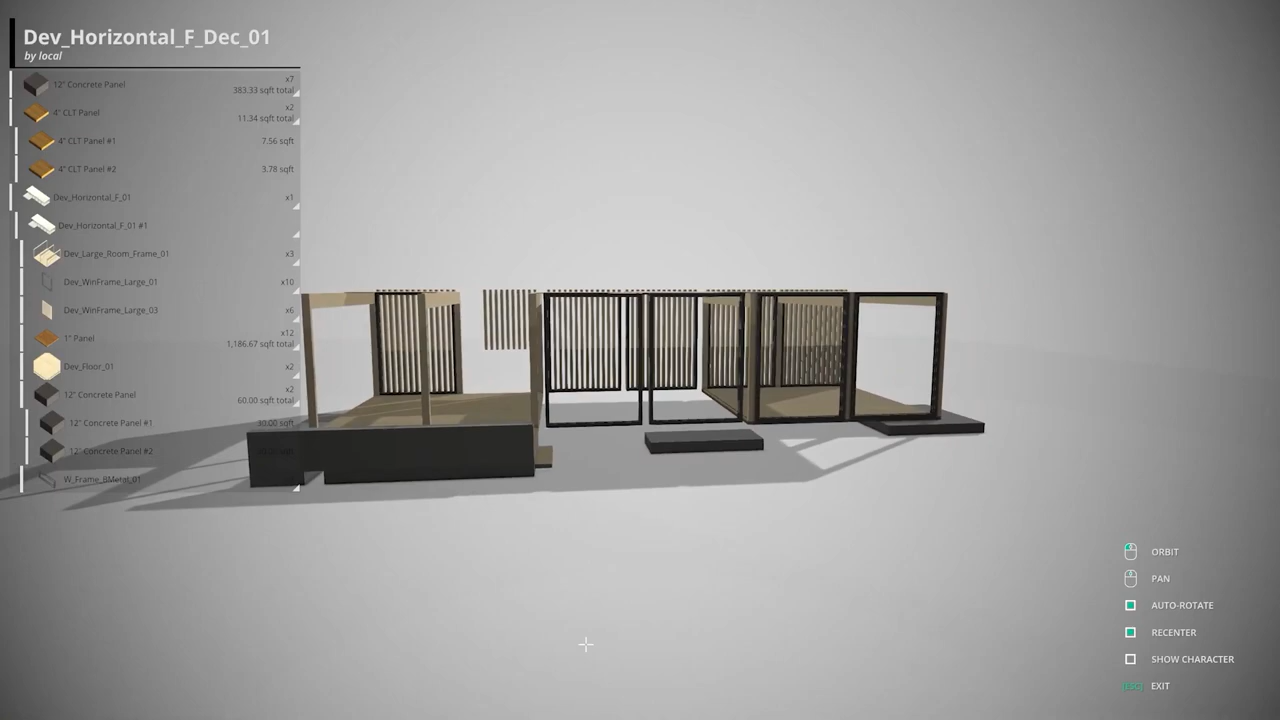 Dev_Horizontal_F_Dec_01
by local
12" Concrete Panel x7 383.33 sqft total
4" CLT Panel x2 11.34 sqft total
4" CLT Panel #1 7.56 sqft
4" CLT Panel #2 3.78 sqft
Dev_Horizontal_F_01 x1
Dev_Horizontal_F_01 #1
Dev_Large_Room_Frame_01 x3
Dev_WinFrame_Large_01 x10
Dev_WinFrame_Large_03 x6
1" Panel x12 1,186.67 sqft total
Dev_Floor_01 x2
12" Concrete Panel x2 60.00 sqft total
12" Concrete Panel #1 30.00 sqft
12" Concrete Panel #2
W_Frame_BMetal_01
ORBIT
PAN
AUTO-ROTATE
RECENTER
SHOW CHARACTER
[ESC] EXIT